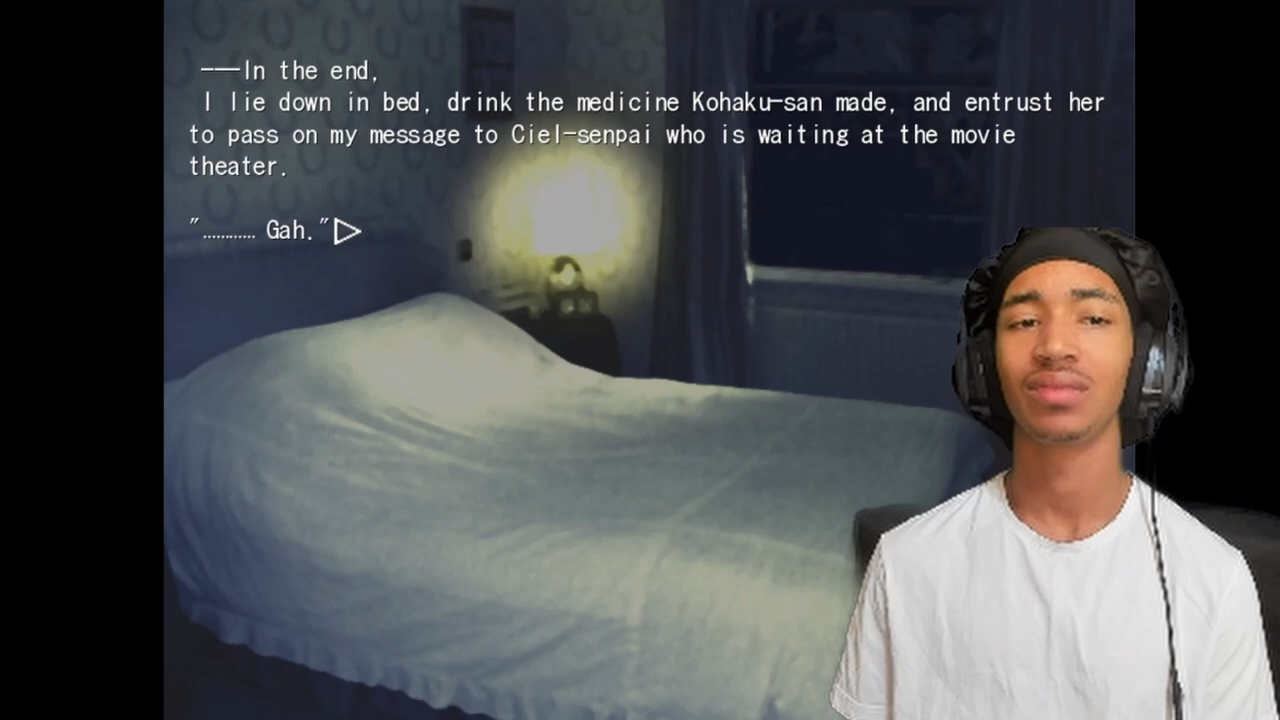 ――In the end,
I lie down in bed, drink the medicine Kohaku-san made, and entrust her
to pass on my message to Ciel-senpai who is waiting at the movie
theater.
"………… Gah."